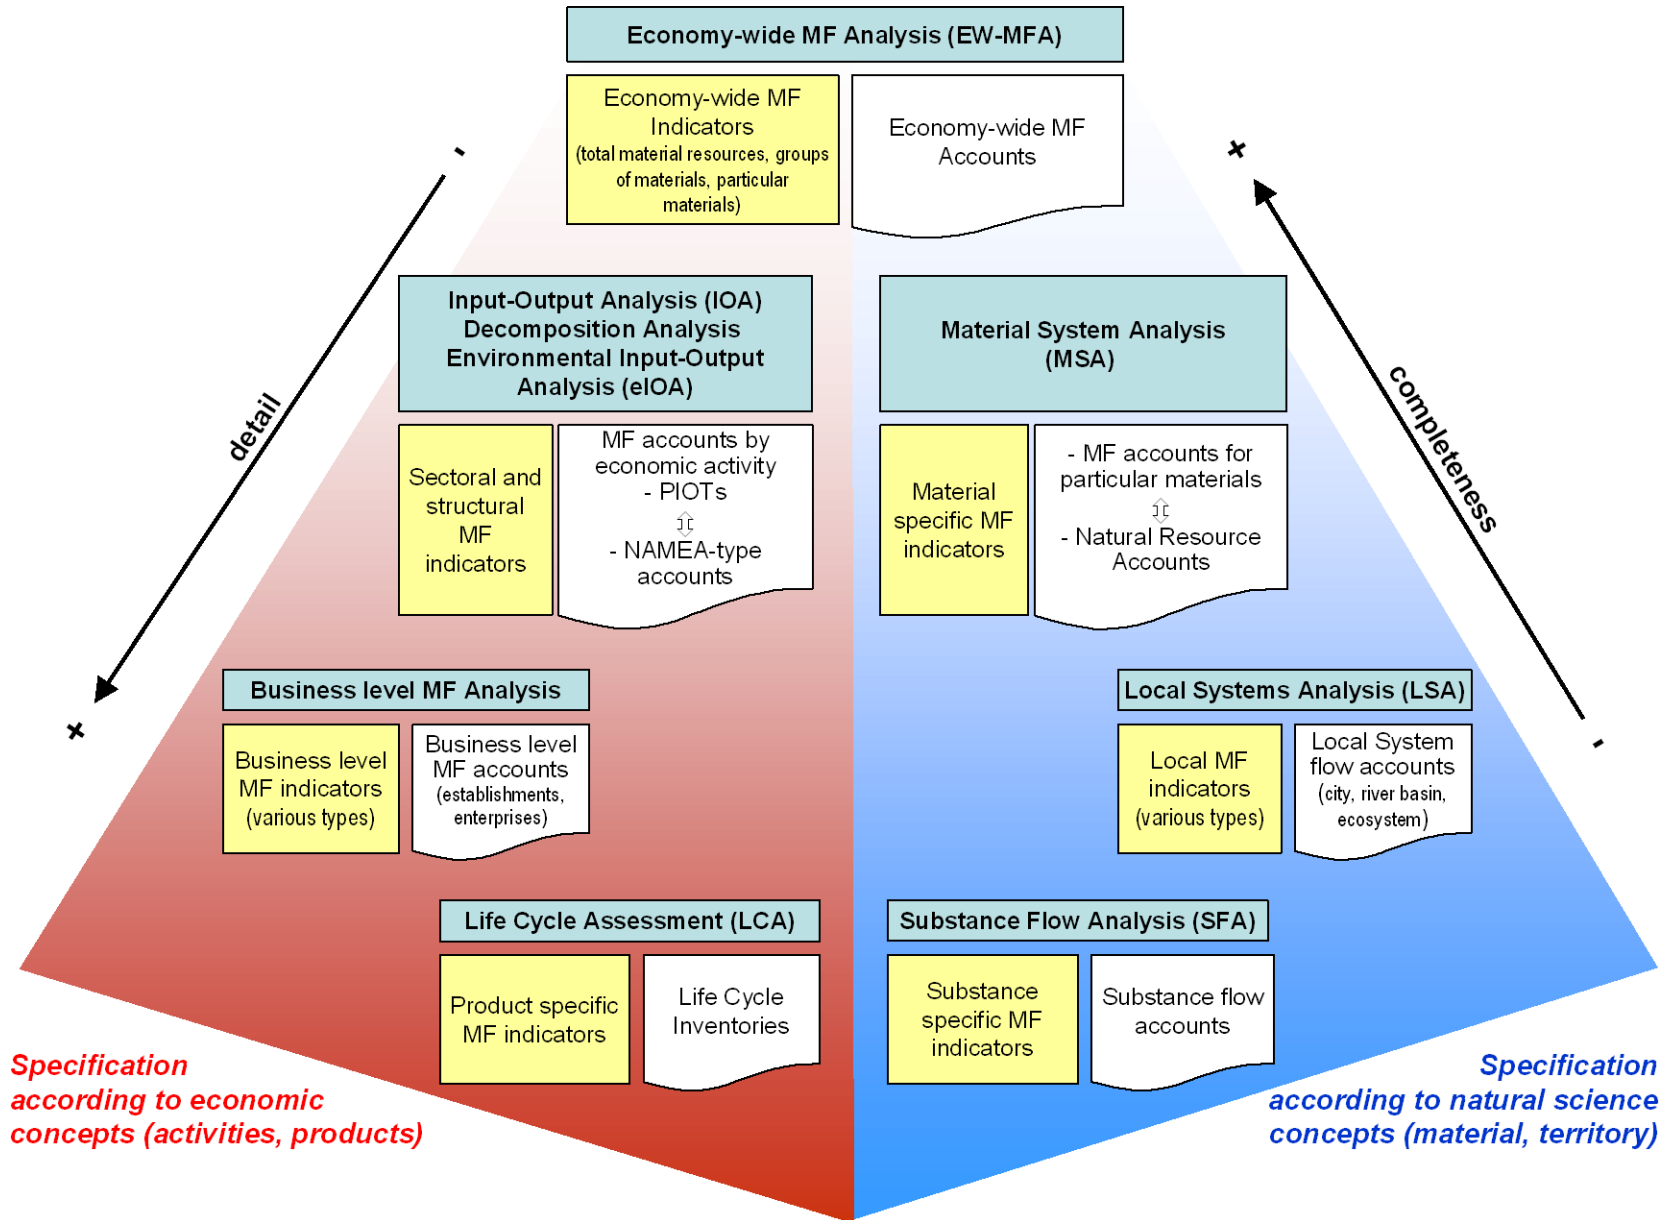 Economy-wide MF Analysis (EW-MFA)
Economy-wide MF
Indicators
(total material resources, groups
of materials, particular
materials)
Economy-wide MF
Accounts
-
+
detail
+
+
completeness
-
Input-Output Analysis (IOA)
Decomposition Analysis
Environmental Input-Output
Analysis (eIOA)
Sectoral and
structural
MF
indicators
MF accounts by
economic activity
- PIOTs
- NAMEA-type
accounts
Material System Analysis
(MSA)
Material
specific MF
indicators
- MF accounts for
particular materials
- Natural Resource
Accounts
Business level MF Analysis
Business level
MF indicators
(various types)
Business level
MF accounts
(establishments,
enterprises)
Local Systems Analysis (LSA)
Local MF
indicators
(various types)
Local System
flow accounts
(city, river basin,
ecosystem)
Life Cycle Assessment (LCA)
Product specific
MF indicators
Life Cycle
Inventories
Substance Flow Analysis (SFA)
Substance
specific MF
indicators
Substance flow
accounts
Specification
according to economic
concepts (activities, products)
Specification
according to natural science
concepts (material, territory)